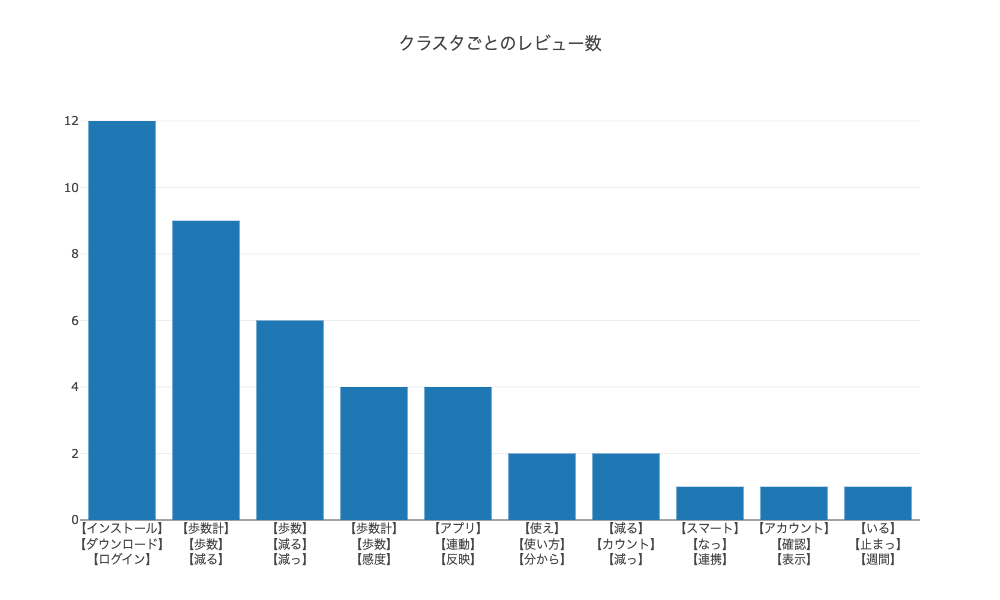 クラスタごとのレビュー数
12
10
8
6
4
2
0
【インストール】 【歩数計】 【歩数】 【歩数計】 【アプリ】 【使え】 【減る】 【スマート】 【アカウント】 【いる】
【ダウンロード】 【歩数】 【減る】 【歩数】 【連動】 【使い方】 【カウント】 【なっ】 【確認】 【止まっ】
【ログイン】 【減る】 【減っ】 【感度】 【反映】 【分から】 【減っ】 【連携】 【表示】 【週間】